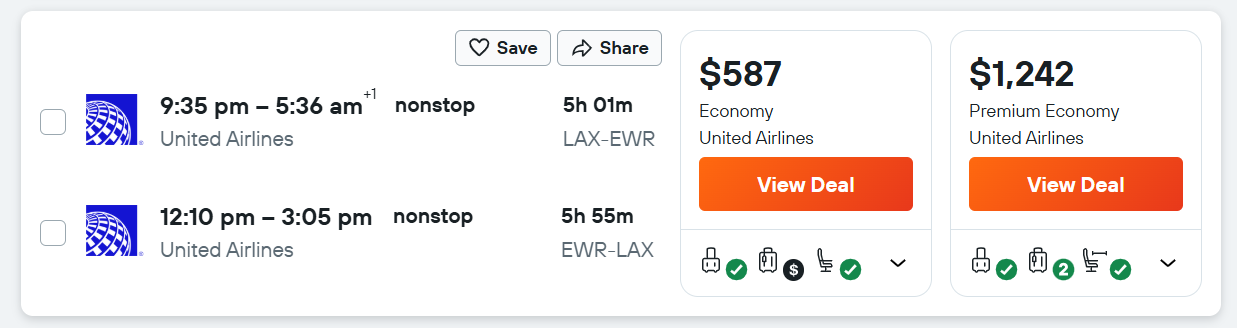 Save Share
9:35 pm – 5:36 am+1 nonstop 5h 01m
United Airlines LAX-EWR
12:10 pm – 3:05 pm nonstop 5h 55m
United Airlines EWR-LAX
$587
Economy
United Airlines
View Deal
$
$1,242
Premium Economy
United Airlines
View Deal
2